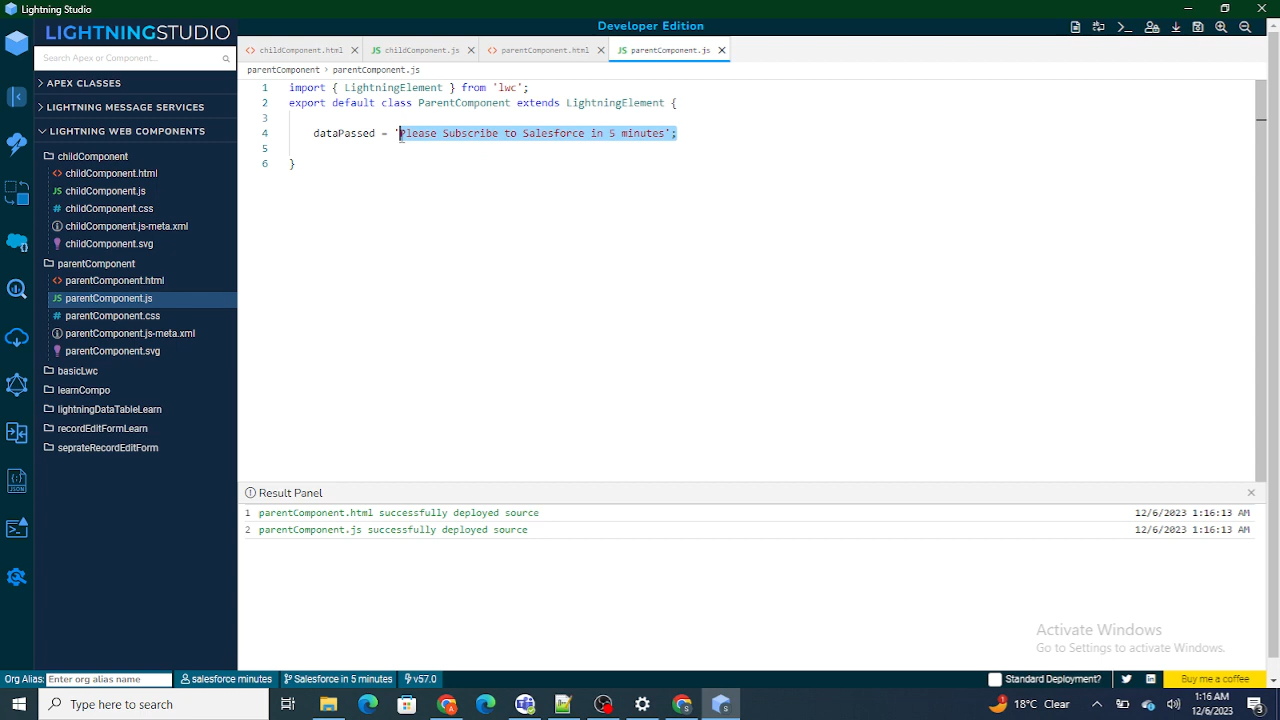 Lightning Studio
LIGHTNINGSTUDIO
Developer Edition
Search Apex or Component...
childComponent.html
JS childComponent.js
parentComponent.html
JS parentComponent.js
parentComponent > parentComponent.js
APEX CLASSES
LIGHTNING MESSAGE SERVICES
LIGHTNING WEB COMPONENTS
childComponent
childComponent.html
JS childComponent.js
# childComponent.css
childComponent.js-meta.xml
childComponent.svg
parentComponent
parentComponent.html
JS parentComponent.js
# parentComponent.css
parentComponent.js-meta.xml
parentComponent.svg
basicLwc
learnCompo
lightningDataTableLearn
recordEditFormLearn
seprateRecordEditForm
JSON
1 import { LightningElement } from 'lwc';
2 export default class ParentComponent extends LightningElement {
3
4 dataPassed = 'Please Subscribe to Salesforce in 5 minutes';
5
6 }
Result Panel
1 parentComponent.html successfully deployed source 12/6/2023 1:16:13 AM
2 parentComponent.js successfully deployed source 12/6/2023 1:16:13 AM
Activate Windows
Go to Settings to activate Windows.
Org Alias: Enter org alias name
salesforce minutes
Salesforce in 5 minutes
v57.0
Standard Deployment?
Buy me a coffee
Type here to search
18°C Clear
1:16 AM
12/6/2023
3